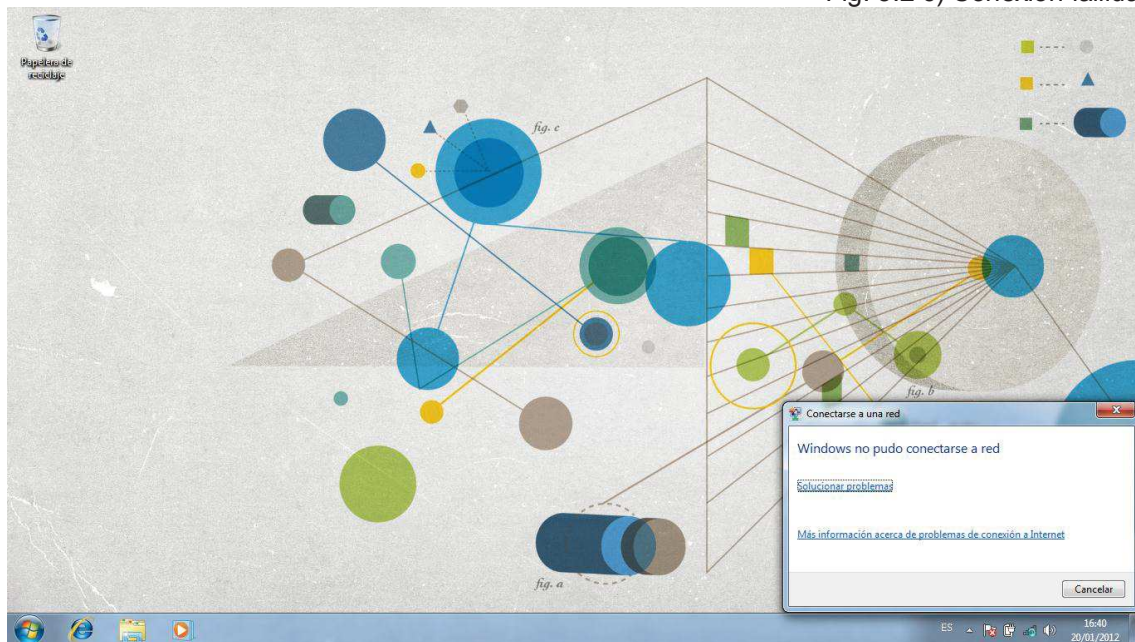 Papelera de
reciclaje
fig. c
fig. b
fig. a
Conectarse a una red
Windows no pudo conectarse a red
Solucionar problemas
Más información acerca de problemas de conexión a Internet
Cancelar
ES
16:40
20/01/2012